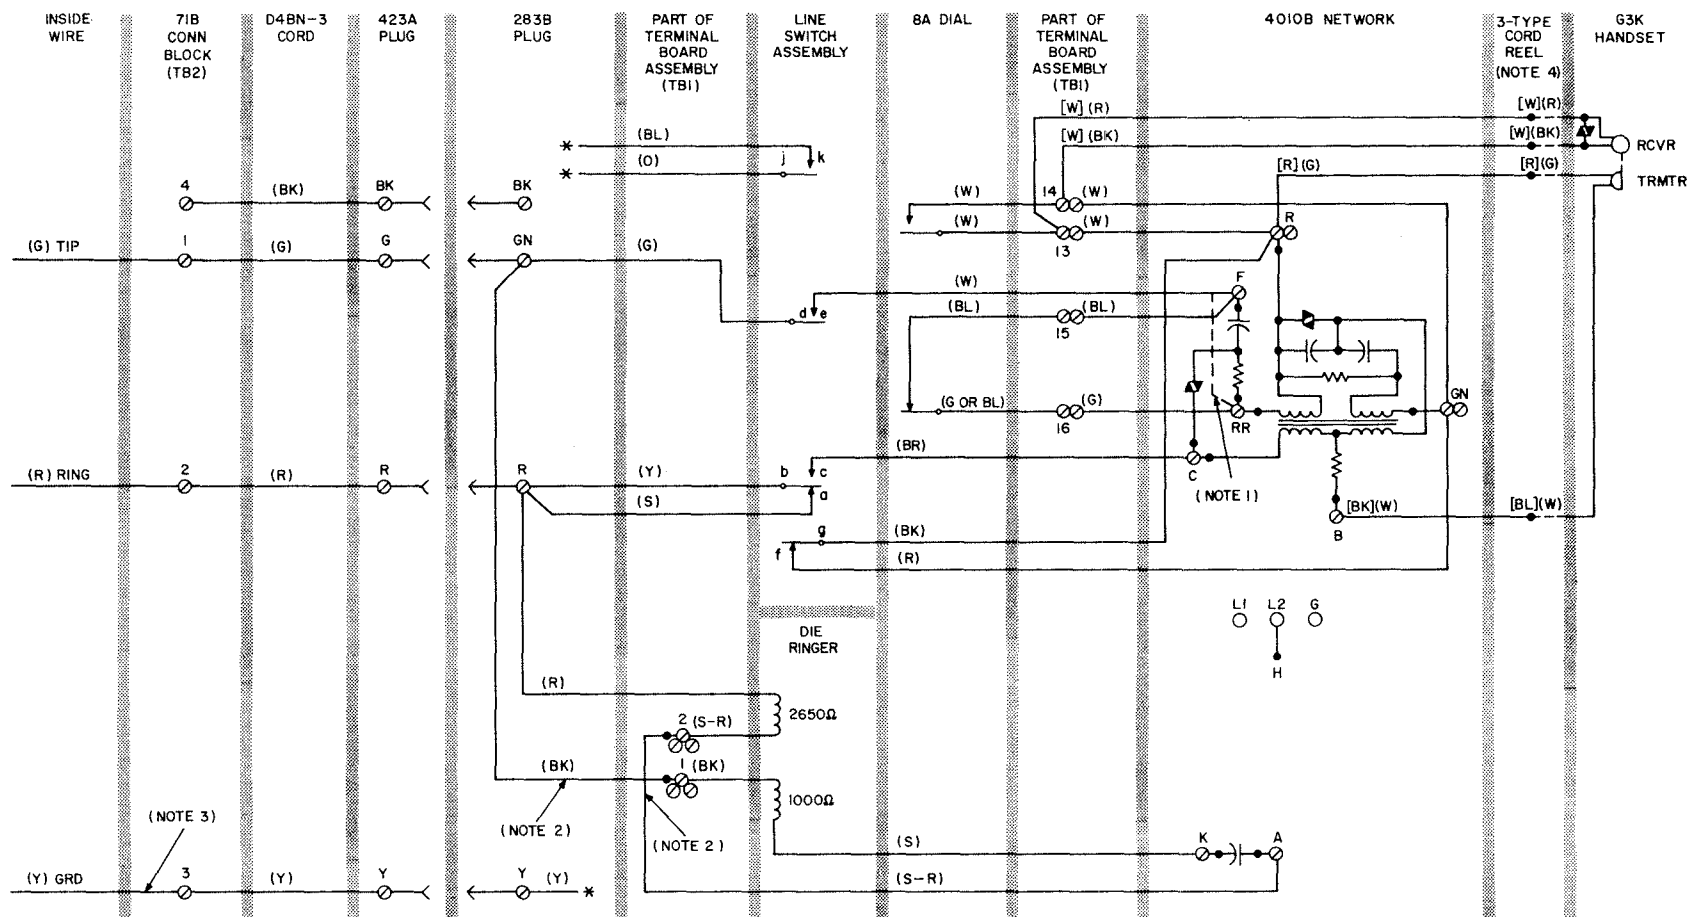 INSIDE
WIRE
71B
CONN
BLOCK
(TB2)
D4BN-3
CORD
423A
PLUG
283B
PLUG
PART OF
TERMINAL
BOARD
ASSEMBLY
(TB1)
LINE
SWITCH
ASSEMBLY
8A DIAL
PART OF
TERMINAL
BOARD
ASSEMBLY
(TB1)
4010B NETWORK
3-TYPE
CORD
REEL
(NOTE 4)
G3K
HANDSET
[W](R)
[W](R)
(BL)
j
k
[W](BK)
[W](BK)
RCVR
(O)
[R](G)
[R](G)
TRMTR
4
(BK)
BK
BK
(W)
14
(W)
(W)
13
(W)
R
(G) TIP
1
(G)
G
GN
(G)
(W)
F
d
e
(BL)
15
(BL)
(G OR BL)
16
(G)
RR
GN
(R) RING
2
(R)
R
R
(Y)
b
c
(BR)
C
(S)
a
(NOTE 1)
[BK](W)
[BL](W)
B
g
(BK)
f
(R)
L1
L2
G
H
DIE
RINGER
(R)
2650Ω
2
(S-R)
(BK)
1
(BK)
1000Ω
(NOTE 3)
(NOTE 2)
(NOTE 2)
(S)
K
A
(Y) GRD
3
(Y)
Y
Y
(Y)
(S-R)